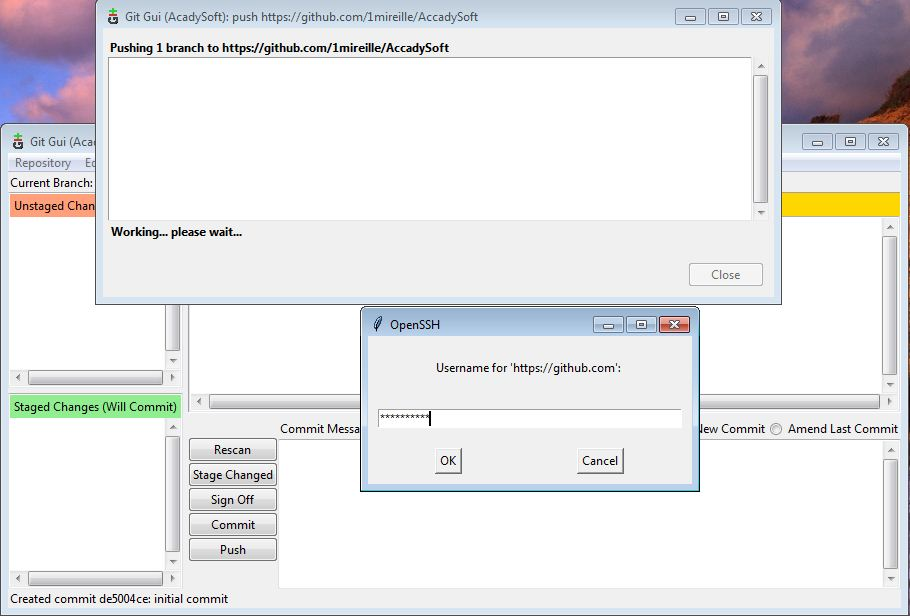 Git Gui (AcadySoft): push https://github.com/1mireille/AccadySoft
Pushing 1 branch to https://github.com/1mireille/AccadySoft
Working... please wait...
Close
Git Gui (Acad
Repository
Current Branch:
Unstaged Chan
Staged Changes (Will Commit)
OpenSSH
Username for 'https://github.com':
**********
OK Cancel
Commit Messa
New Commit Amend Last Commit
Rescan
Stage Changed
Sign Off
Commit
Push
Created commit de5004ce: initial commit